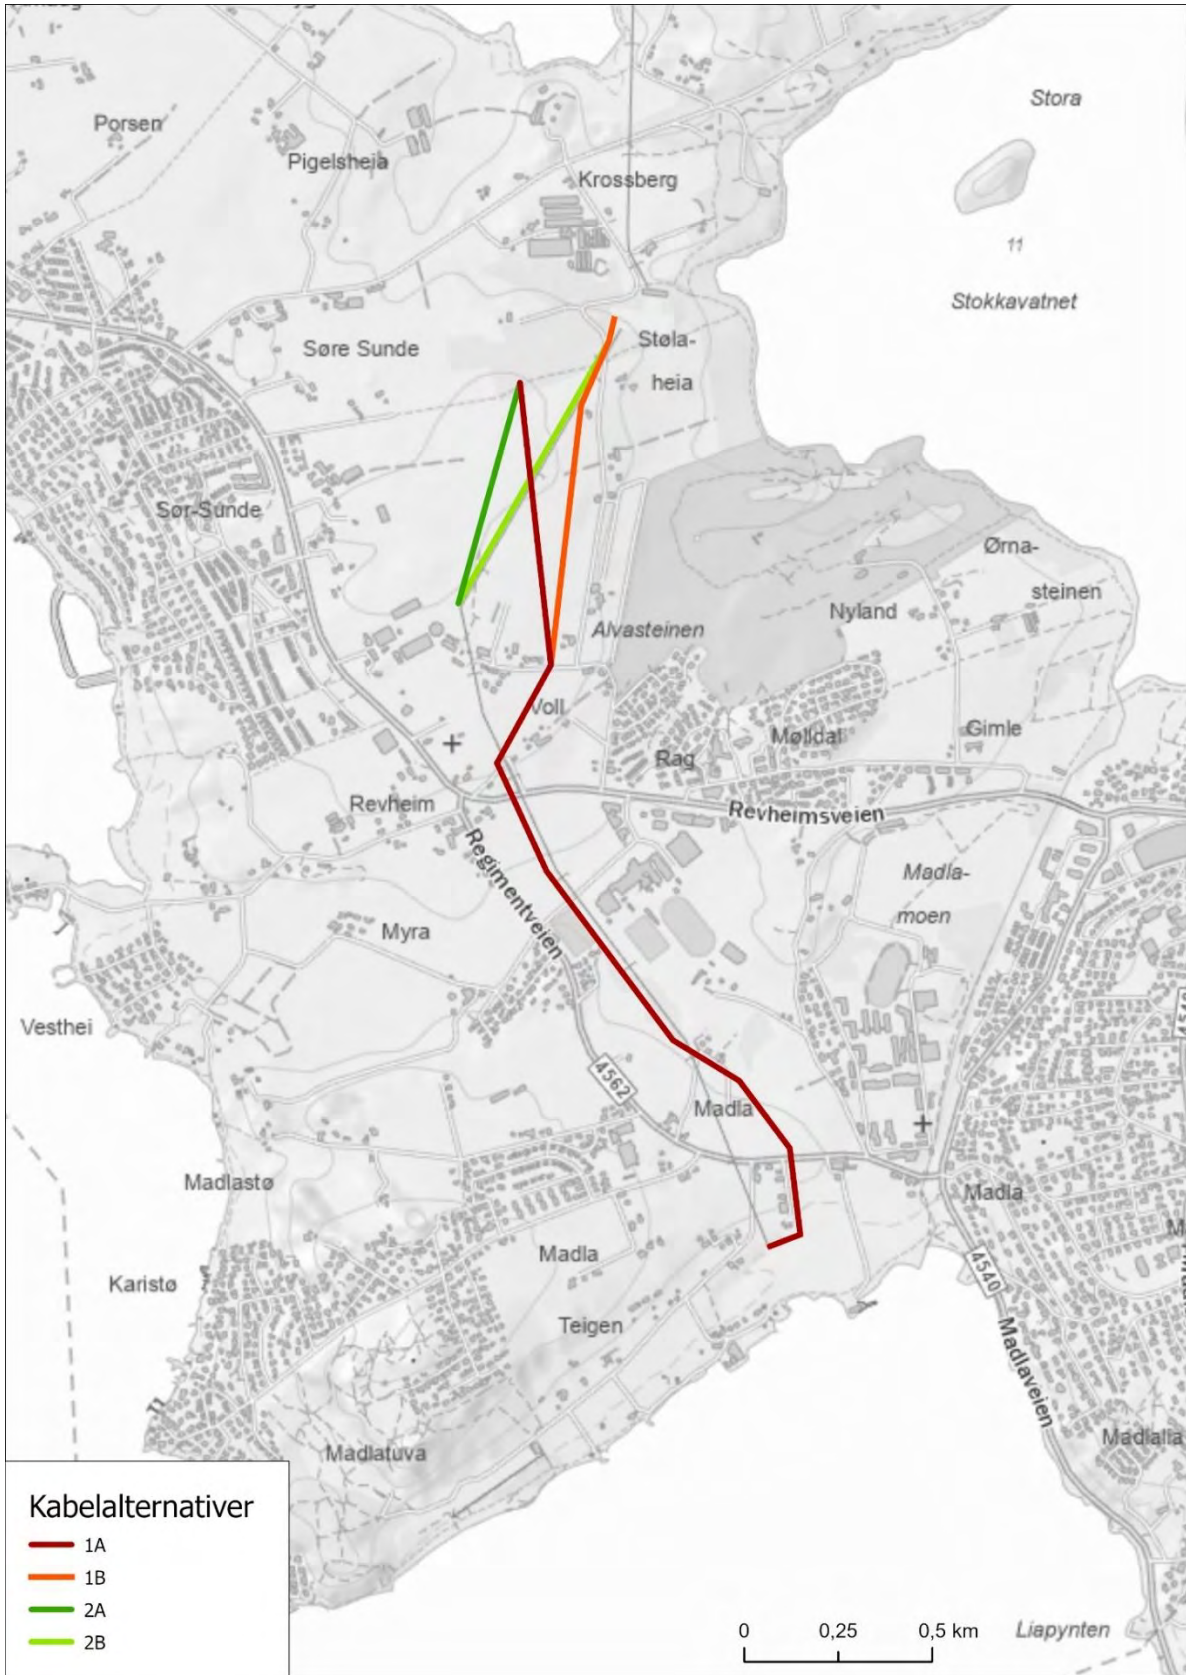 Stora
Porsen
Pigelsheia
Krossberg
11
Stokkavatnet
Søre Sunde
Støla-
heia
Sør-Sunde
Ørna-
steinen
Nyland
Alvasteinen
Voll
Mølldal
Gimle
Rag
Revheim
Revheimsveien
Regimentveien
Madla-
moen
Myra
Vesthei
4562
Madla
Madlastø
Madla
Madla
Karistø
4540
Teigen
Madlaveien
Madlatuva
Madlalia
Kabelalternativer
1A
1B
2A
2B
0 0,25 0,5 km
Liapynten